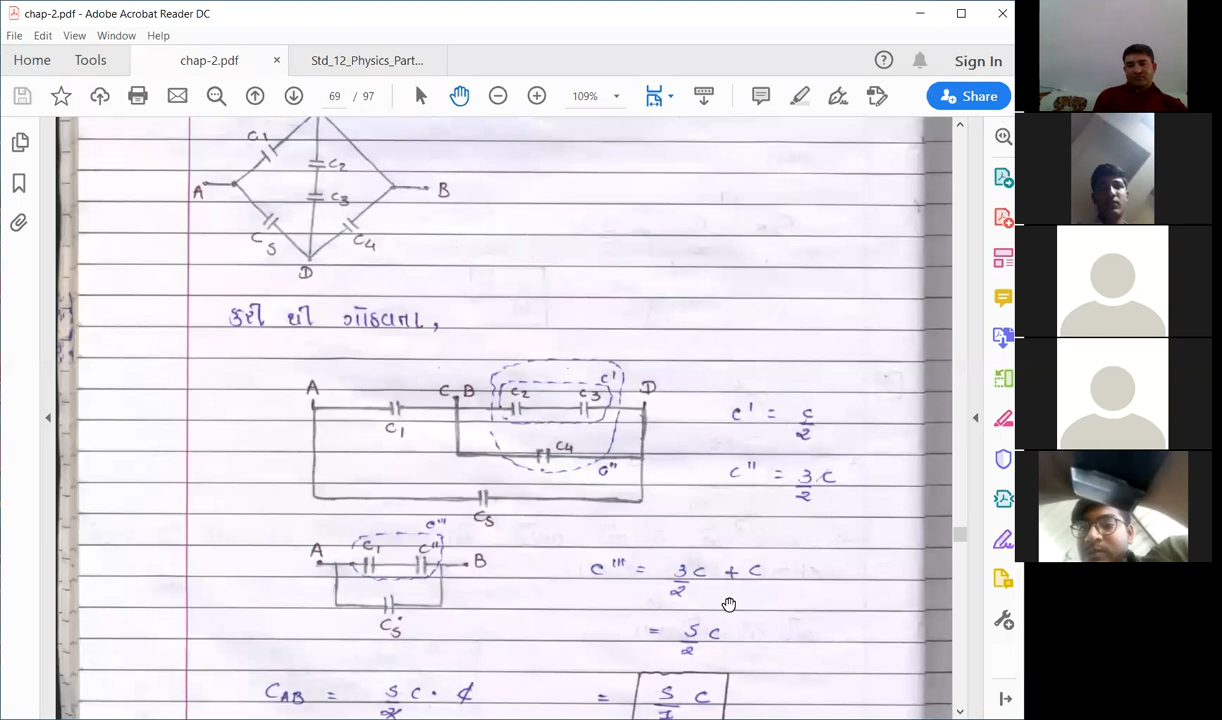 chap-2.pdf - Adobe Acrobat Reader DC
File Edit View Window Help
Home Tools chap-2.pdf × Std_12_Physics_Part... ? Sign In
69 / 97 109% Share
C1
C2
A B
C3
C5 C4
D
ફરી થી ગોઠવતા,
A C B C2 C3 C' D
C1
C' = C/2
C4
C'' C'' = 3C/2
C5
C'''
A C1 C'' B
C''' = 3C/2 + C
C5
= 5/2 C
CAB = 5 C · ¢ = 5 C